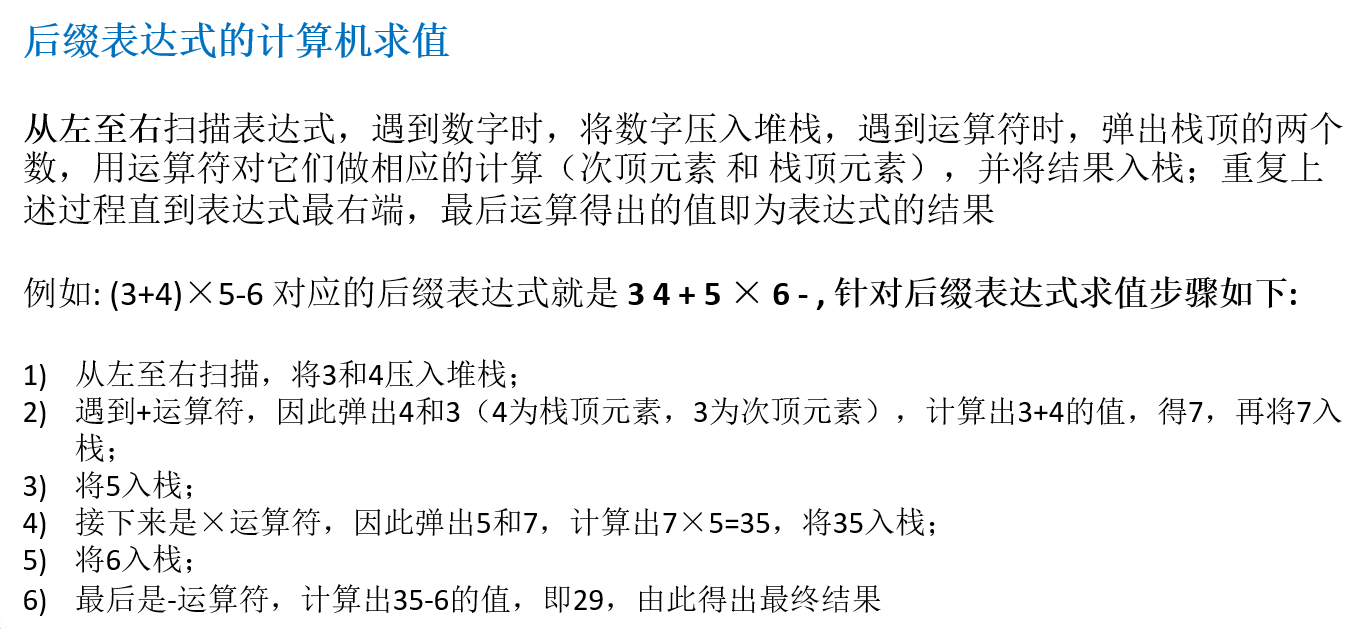 后缀表达式的计算机求值
从左至右扫描表达式，遇到数字时，将数字压入堆栈，遇到运算符时，弹出栈顶的两个
数，用运算符对它们做相应的计算（次顶元素 和 栈顶元素），并将结果入栈；重复上
述过程直到表达式最右端，最后运算得出的值即为表达式的结果
例如: (3+4)×5-6 对应的后缀表达式就是 3 4 + 5 × 6 - , 针对后缀表达式求值步骤如下:
1) 从左至右扫描，将3和4压入堆栈；
2) 遇到+运算符，因此弹出4和3（4为栈顶元素，3为次顶元素），计算出3+4的值，得7，再将7入
栈；
3) 将5入栈；
4) 接下来是×运算符，因此弹出5和7，计算出7×5=35，将35入栈；
5) 将6入栈；
6) 最后是-运算符，计算出35-6的值，即29，由此得出最终结果